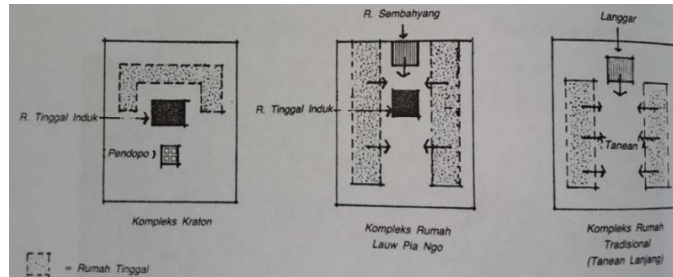 R. Sembahyang
Langgar
R. Tinggal Induk
R. Tinggal Induk
Pendopo
Tanean
Kompleks Kraton
Kompleks Rumah
Lauw Pia Ngo
Kompleks Rumah
Tradisional
(Tanean Lanjang)
= Rumah Tinggal